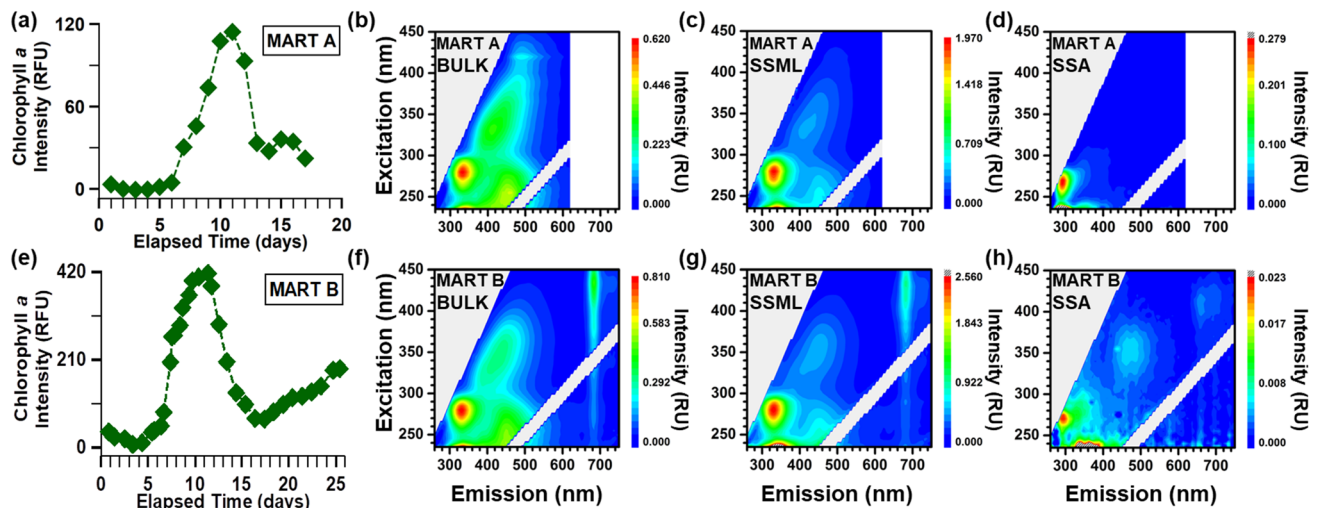 (a)
120
60
0
Chlorophyll a
Intensity (RFU)
MART A
0 5 10 15 20
Elapsed Time (days)
(b)
MART A
BULK
450
400
350
300
250
Excitation (nm)
300 400 500 600 700
0.620
0.446
0.223
0.000
Intensity (RU)
(c)
MART A
SSML
450
400
350
300
250
300 400 500 600 700
1.970
1.418
0.709
0.000
Intensity (RU)
(d)
MART A
SSA
450
400
350
300
250
300 400 500 600 700
0.279
0.201
0.100
0.000
Intensity (RU)
(e)
420
210
0
Chlorophyll a
Intensity (RFU)
MART B
0 5 10 15 20 25
Elapsed Time (days)
(f)
MART B
BULK
450
400
350
300
250
Excitation (nm)
300 400 500 600 700
Emission (nm)
0.810
0.583
0.292
0.000
Intensity (RU)
(g)
MART B
SSML
450
400
350
300
250
300 400 500 600 700
Emission (nm)
2.560
1.843
0.922
0.000
Intensity (RU)
(h)
MART B
SSA
450
400
350
300
250
300 400 500 600 700
Emission (nm)
0.023
0.017
0.008
0.000
Intensity (RU)